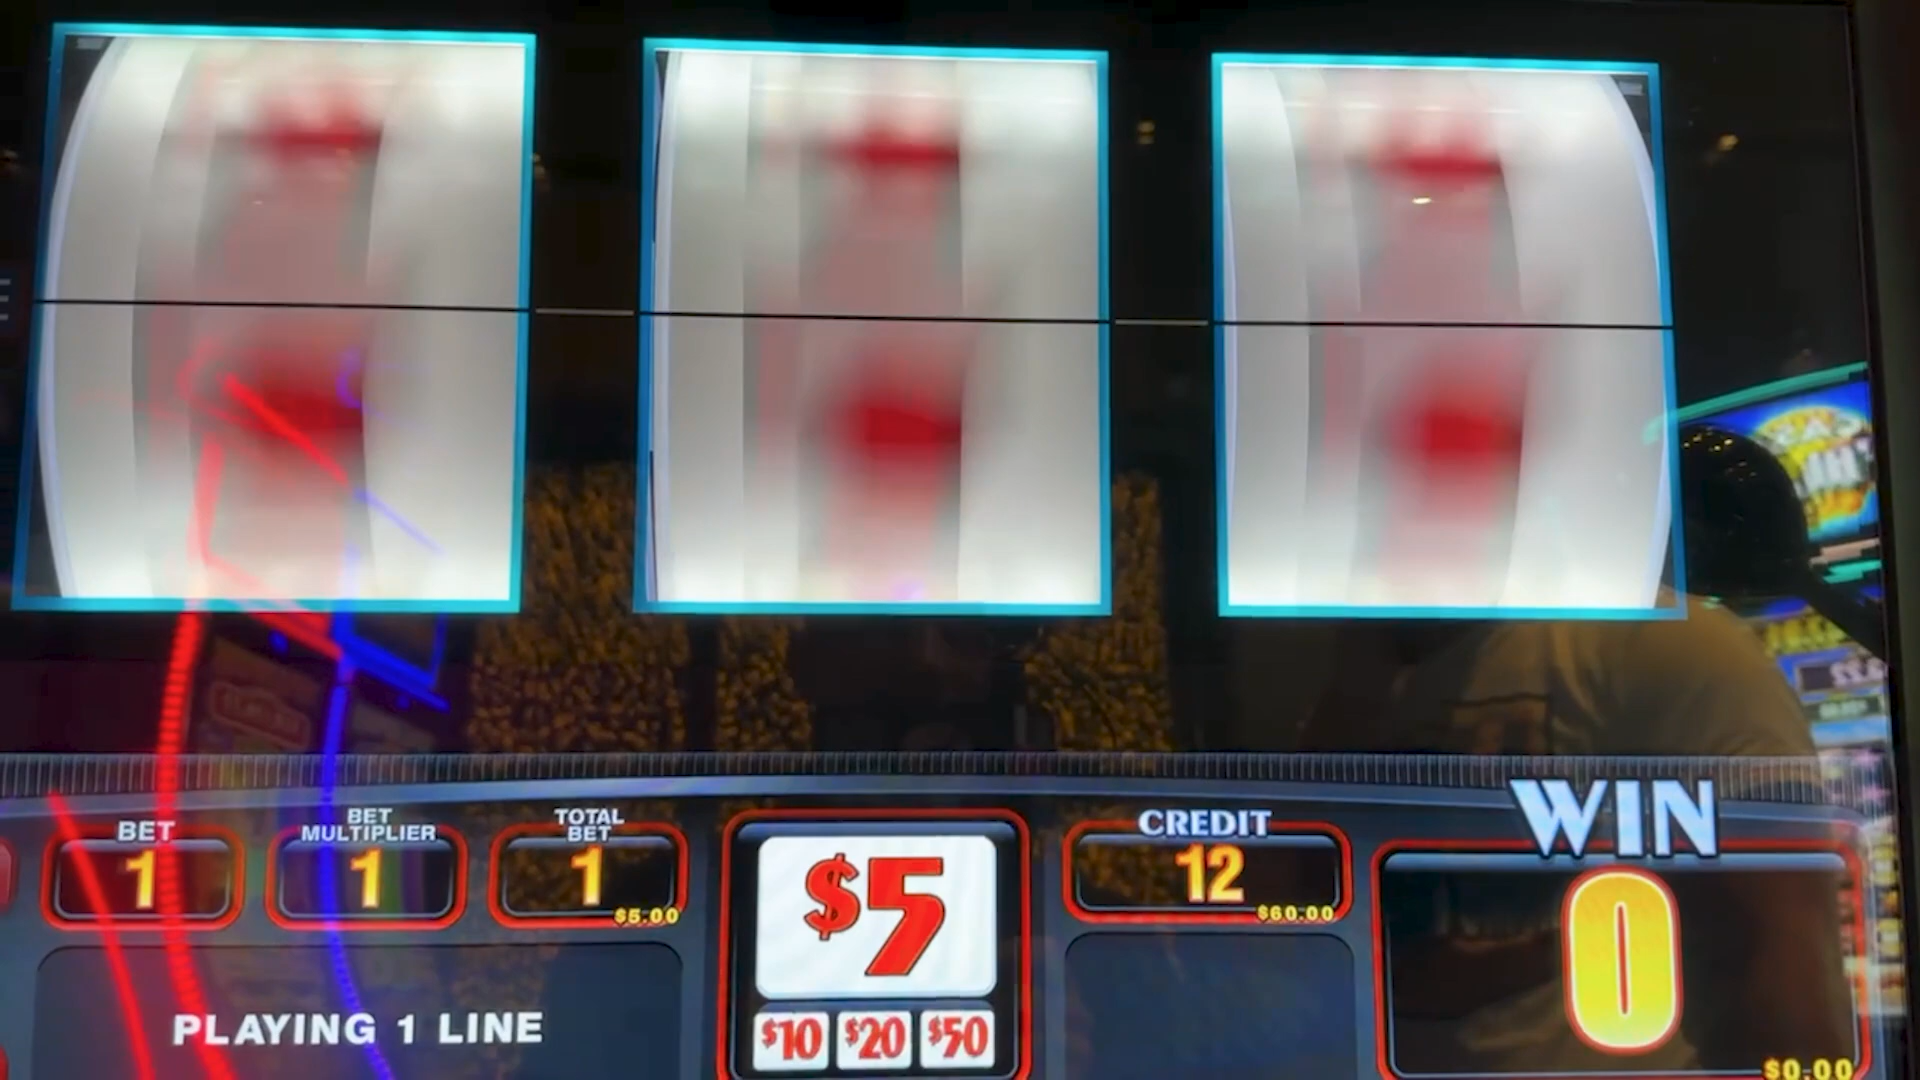 BET
1
BET
MULTIPLIER
1
TOTAL
BET
1
$5.00
$5
$10 $20 $50
CREDIT
12
$60.00
WIN
0
$0.00
PLAYING 1 LINE